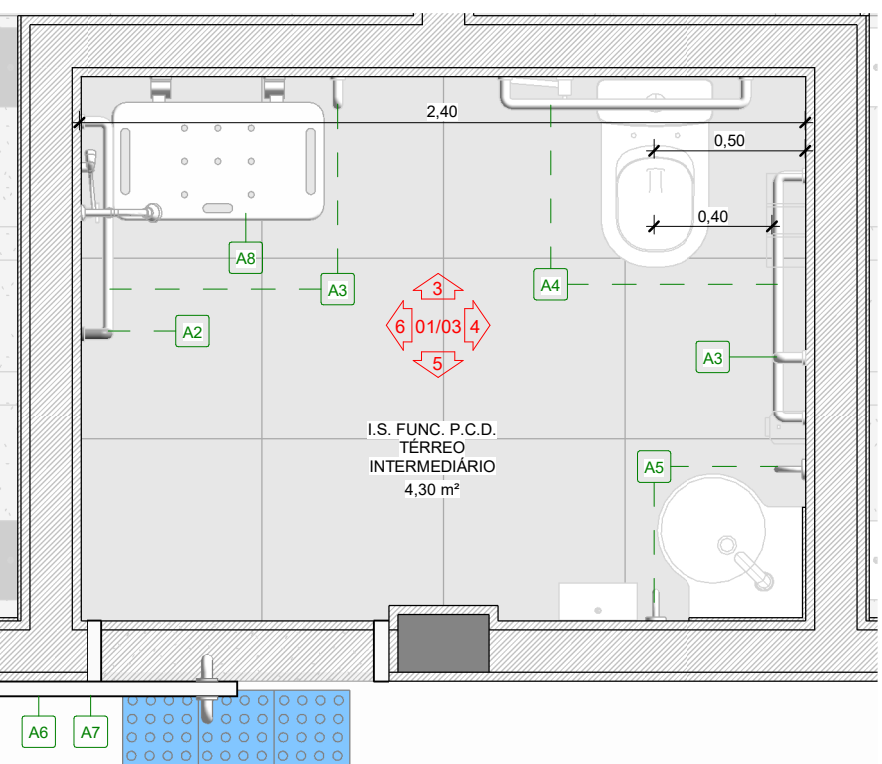 2,40
0,50
0,40
A8
A3
A4
A2
3
6 01/03 4
5
A3
I.S. FUNC. P.C.D.
TÉRREO
INTERMEDIÁRIO
4,30 m²
A5
A6 A7